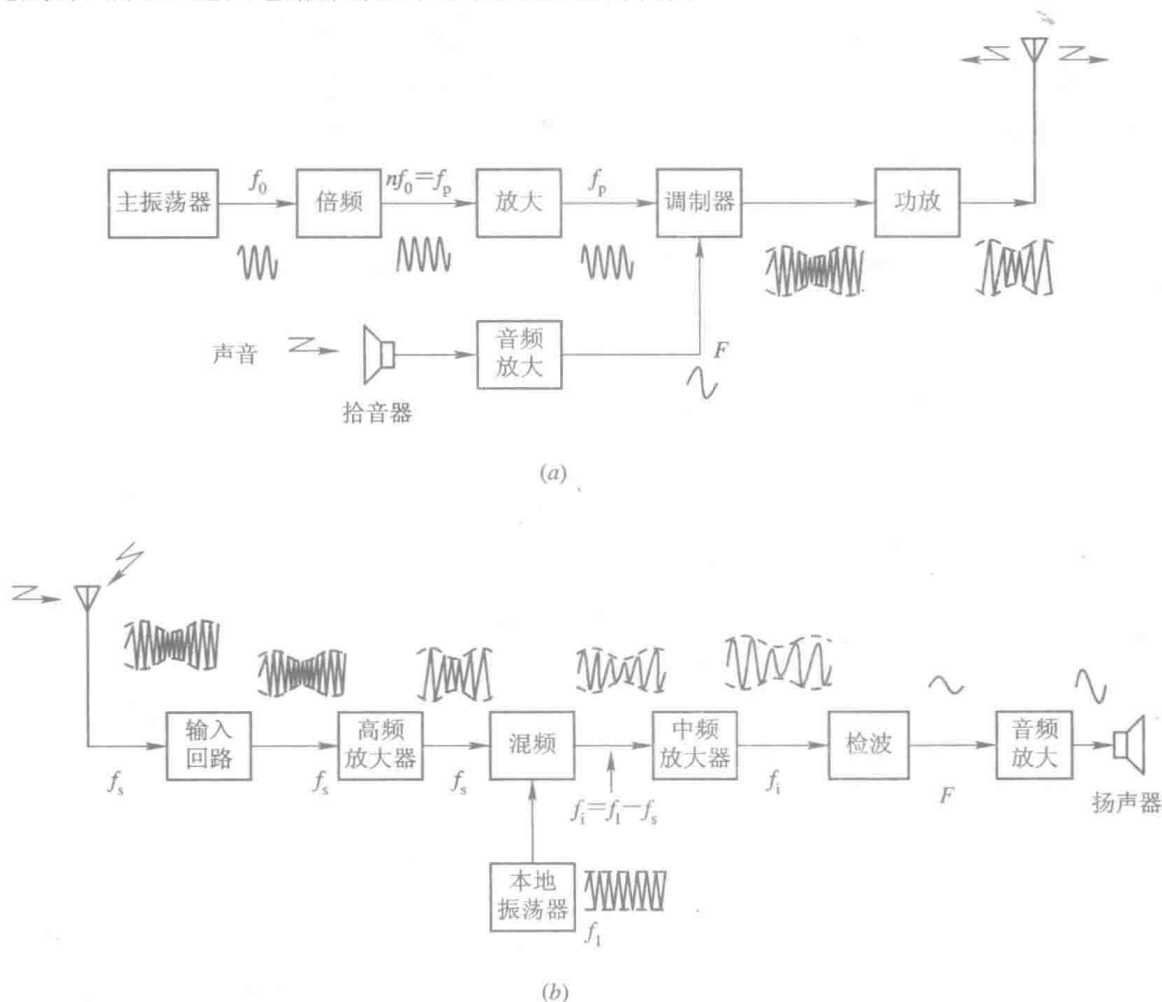 主振荡器
f₀
倍频
nf₀=fₚ
放大
fₚ
调制器
功放
声音
拾音器
音频
放大
F
(a)
fₛ
输入
回路
fₛ
高频
放大器
fₛ
混频
fᵢ=f₁−fₛ
中频
放大器
fᵢ
检波
F
音频
放大
扬声器
本地
振荡器
f₁
(b)